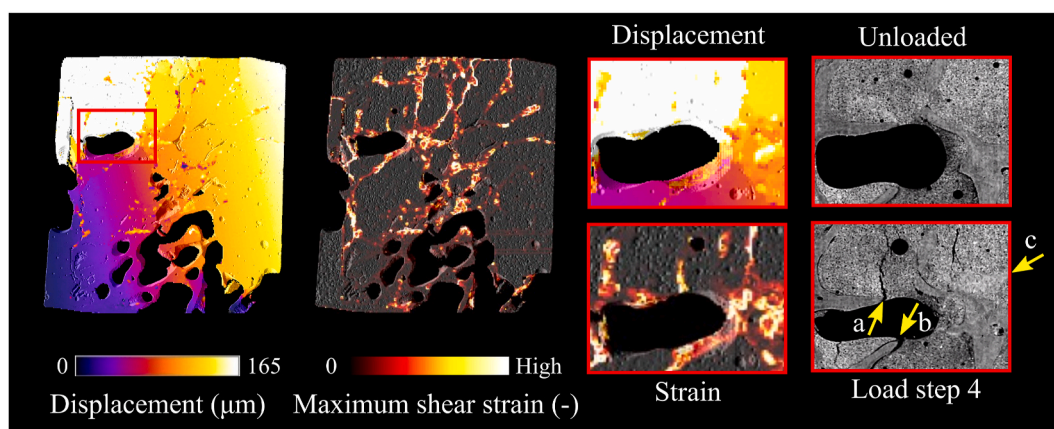 Displacement
Unloaded
c
a
b
0
165
0
High
Displacement (μm)
Maximum shear strain (-)
Strain
Load step 4